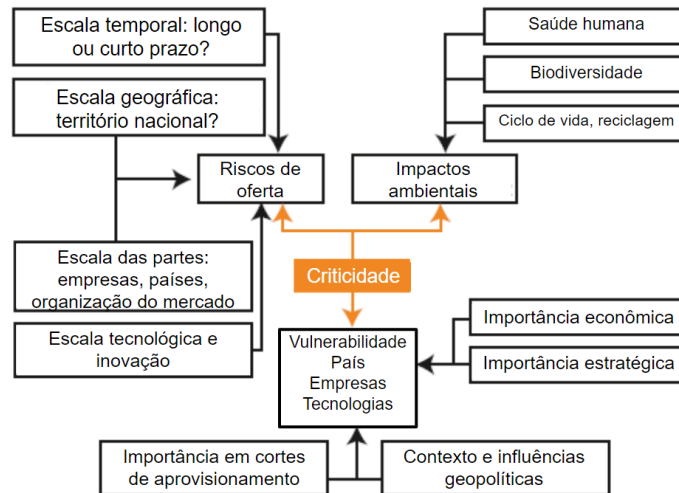 Escala temporal: longo
ou curto prazo?
Escala geográfica:
território nacional?
Saúde humana
Biodiversidade
Ciclo de vida, reciclagem
Riscos de
oferta
Impactos
ambientais
Escala das partes:
empresas, países,
organização do mercado
Escala tecnológica e
inovação
Criticidade
Vulnerabilidade
País
Empresas
Tecnologias
Importância econômica
Importância estratégica
Importância em cortes
de aprovisionamento
Contexto e influências
geopolíticas